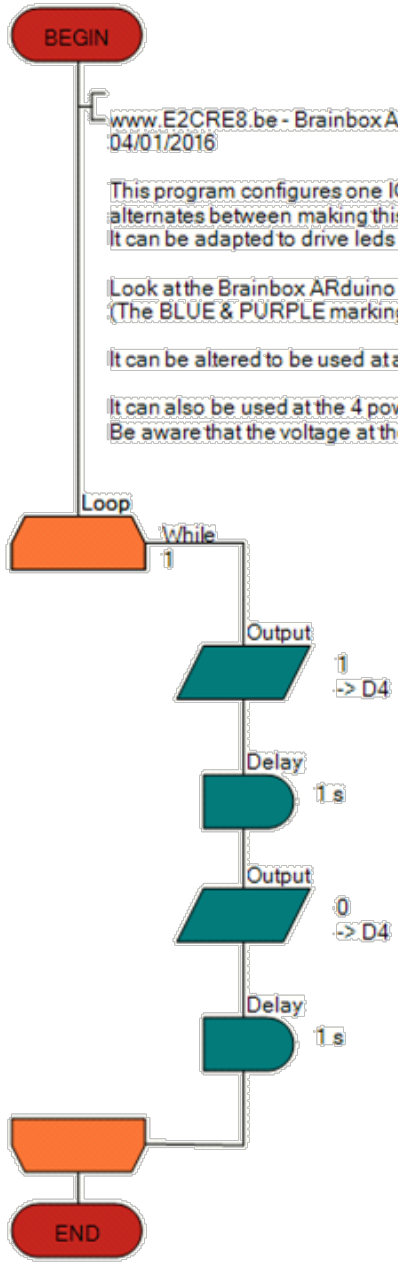 BEGIN
www.E2CRE8.be - Brainbox A
04/01/2016
This program configures one I
alternates between making this
It can be adapted to drive leds
Look at the Brainbox ARduino
(The BLUE & PURPLE marking
It can be altered to be used at a
It can also be used at the 4 pow
Be aware that the voltage at the
Loop
While
1
Output
1
-> D4
Delay
1 s
Output
0
-> D4
Delay
1 s
END